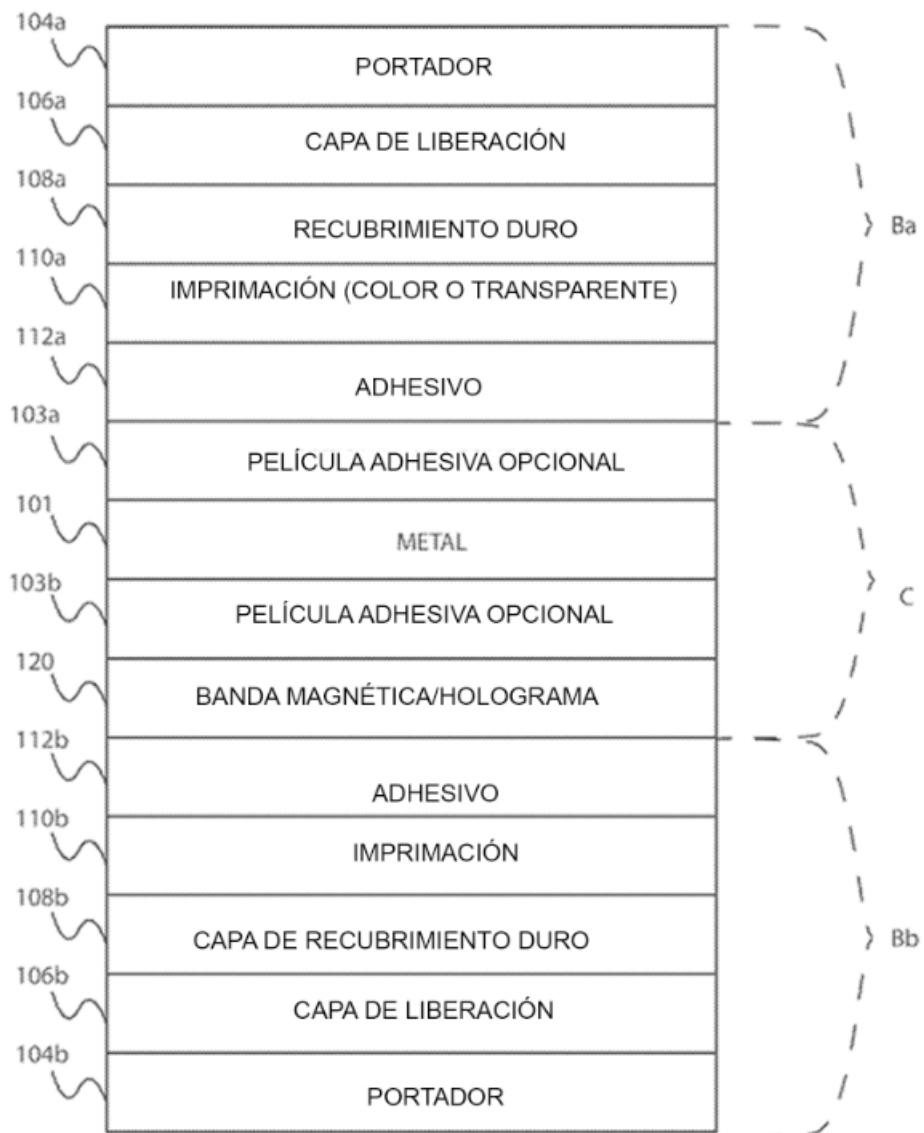 104a
PORTADOR
106a
CAPA DE LIBERACIÓN
108a
RECUBRIMIENTO DURO
Ba
110a
IMPRIMACIÓN (COLOR O TRANSPARENTE)
112a
ADHESIVO
103a
PELÍCULA ADHESIVA OPCIONAL
101
METAL
103b
C
PELÍCULA ADHESIVA OPCIONAL
120
BANDA MAGNÉTICA/HOLOGRAMA
112b
ADHESIVO
110b
IMPRIMACIÓN
108b
CAPA DE RECUBRIMIENTO DURO
Bb
106b
CAPA DE LIBERACIÓN
104b
PORTADOR